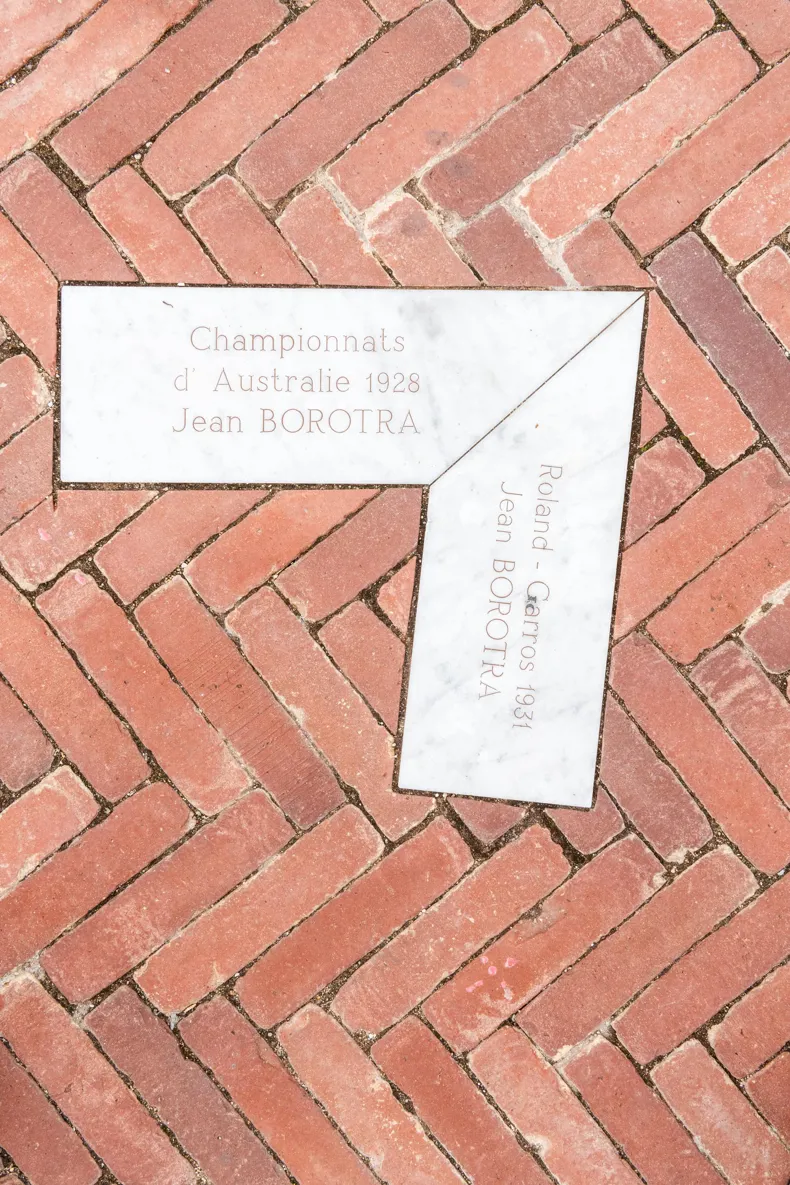 Championnats
d' Australie 1928
Jean BOROTRA
Roland - Garros 1931
Jean BOROTRA